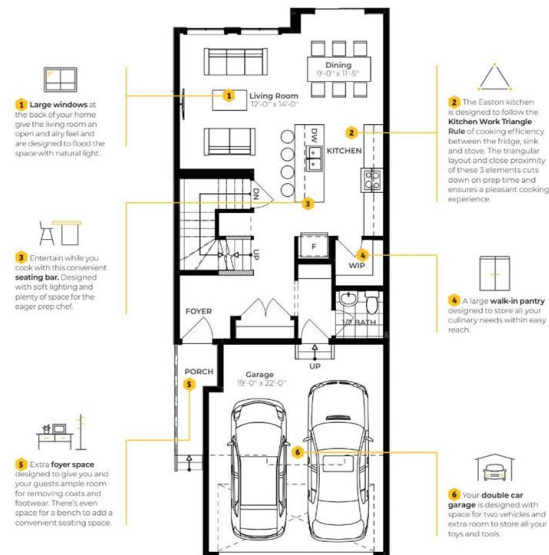 1 Large windows at
the back of your home
give the living room an
open and airy feel and
are designed to flood the
space with natural light.
3 Entertain while you
cook with this convenient
seating bar. Designed
with soft lighting and
plenty of space for the
eager prep chef.
5 Extra foyer space
designed to give you and
your guests ample room
for removing coats and
footwear. There's even
space for a bench to add a
convenient seating space.
Dining
9'-0" x 11'-5"
1 Living Room
12'-0" x 14'-0"
DW
2
KITCHEN
DN
3
UP
F
WIP
4
FOYER
1/2 BATH
PORCH
UP
5
Garage
19'-0" x 22'-0"
6
2 The Easton kitchen
is designed to follow the
Kitchen Work Triangle
Rule of cooking efficiency
between the fridge, sink
and stove. The triangular
layout and close proximity
of these 3 elements cuts
down on prep time and
ensures a pleasant cooking
experience.
4 A large walk-in pantry
designed to store all your
culinary needs within easy
reach.
6 Your double car
garage is designed with
space for two vehicles and
extra room to store all your
toys and tools.